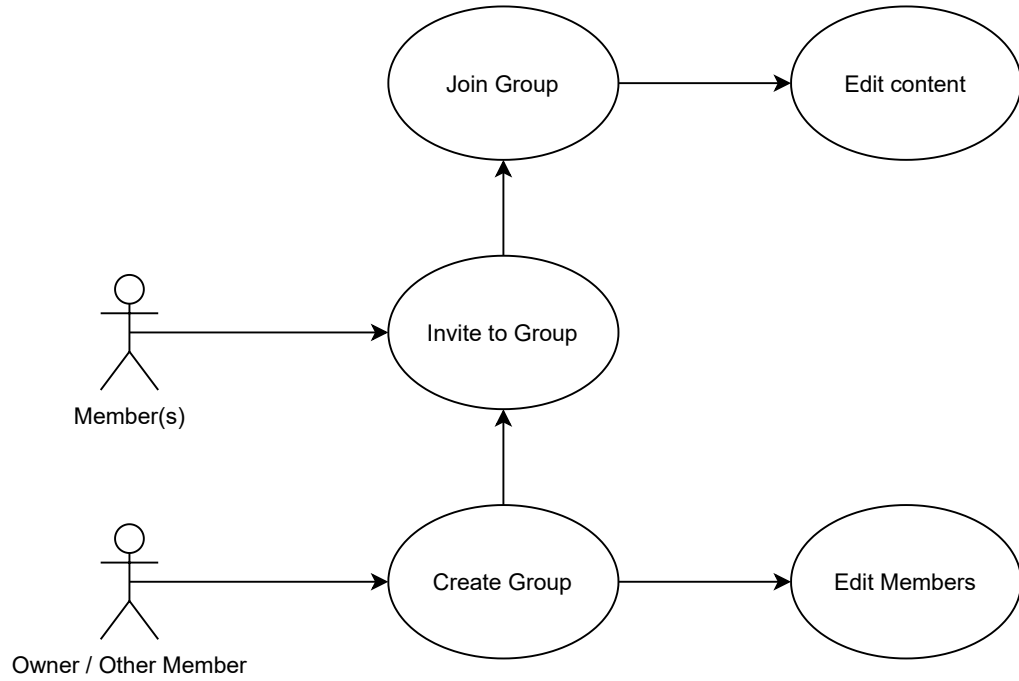 Join Group
Edit content
Invite to Group
Member(s)
Create Group
Edit Members
Owner / Other Member